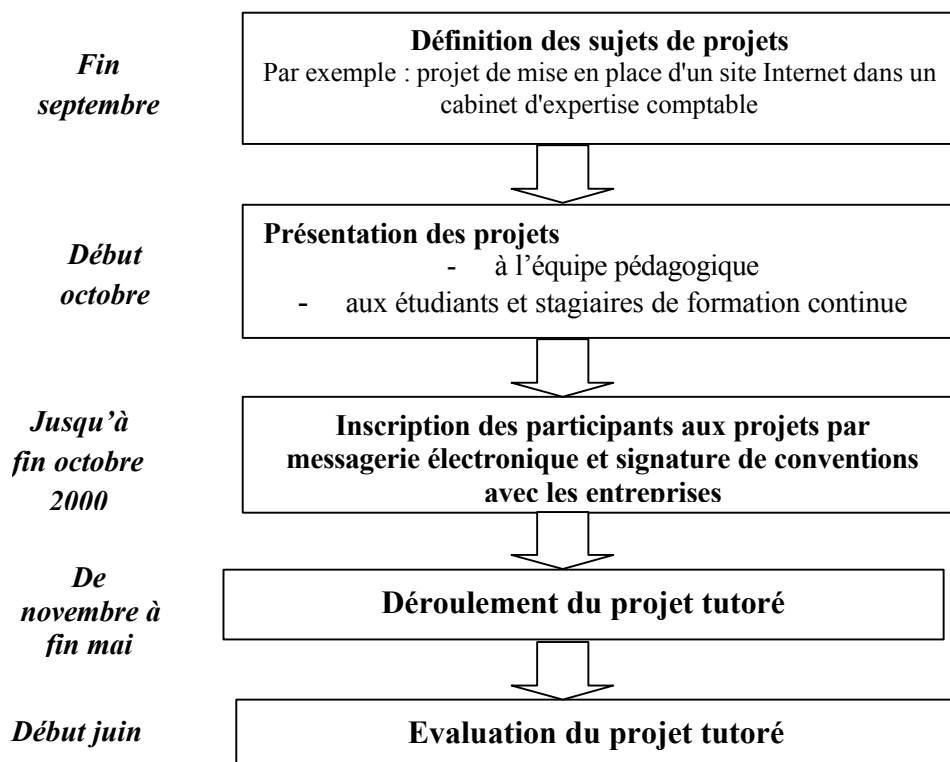 Fin
septembre
Définition des sujets de projets
Par exemple : projet de mise en place d'un site Internet dans un
cabinet d'expertise comptable
Début
octobre
Présentation des projets
- à l’équipe pédagogique
- aux étudiants et stagiaires de formation continue
Jusqu’à
fin octobre
2000
Inscription des participants aux projets par
messagerie électronique et signature de conventions
avec les entreprises
De
novembre à
fin mai
Déroulement du projet tutoré
Début juin
Evaluation du projet tutoré